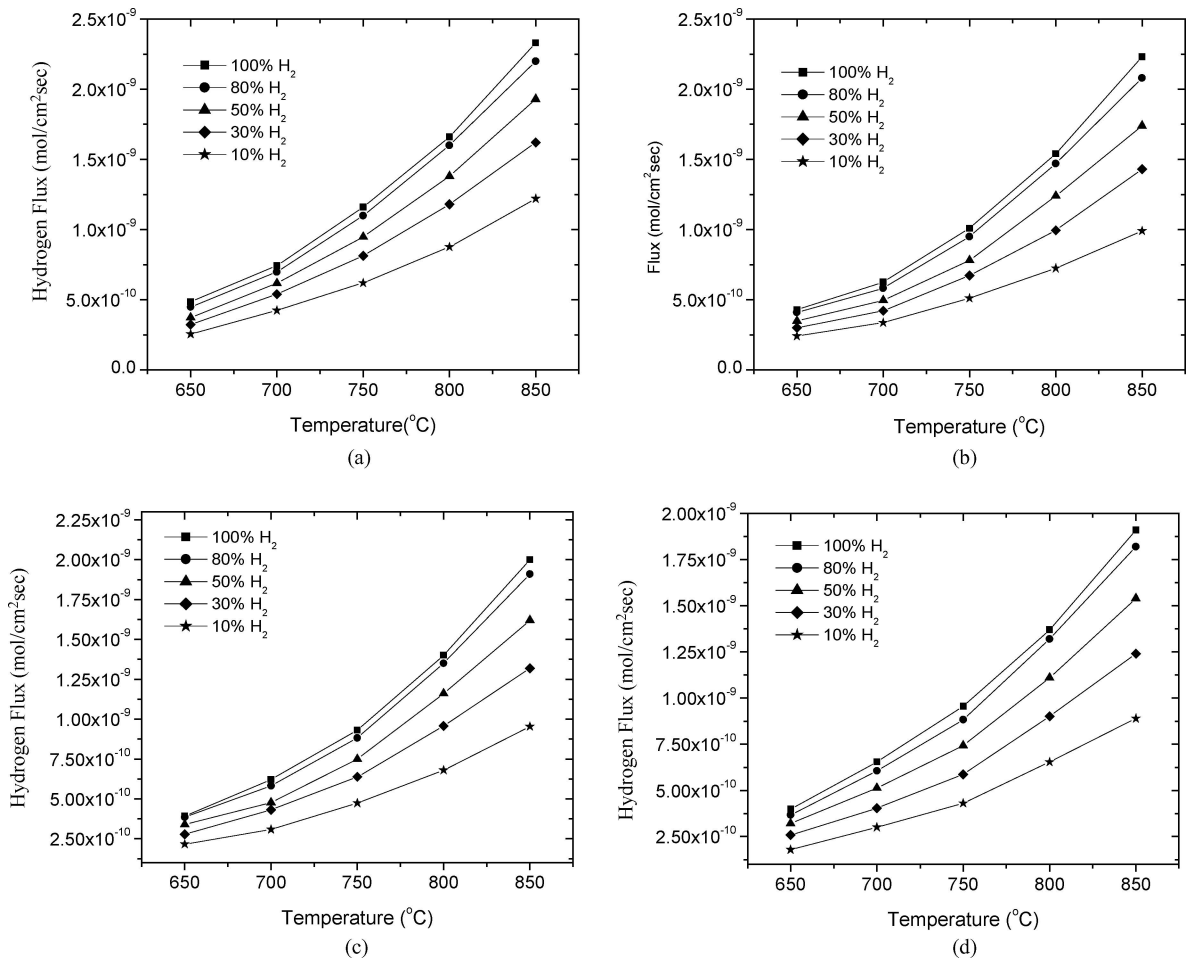 2.5x10⁻⁹
2.0x10⁻⁹
1.5x10⁻⁹
1.0x10⁻⁹
5.0x10⁻¹⁰
0.0
Hydrogen Flux (mol/cm²sec)
100% H₂
80% H₂
50% H₂
30% H₂
10% H₂
650 700 750 800 850
Temperature(°C)
(a)
2.5x10⁻⁹
2.0x10⁻⁹
1.5x10⁻⁹
1.0x10⁻⁹
5.0x10⁻¹⁰
0.0
Flux (mol/cm²sec)
100% H₂
80% H₂
50% H₂
30% H₂
10% H₂
650 700 750 800 850
Temperature (°C)
(b)
2.25x10⁻⁹
2.00x10⁻⁹
1.75x10⁻⁹
1.50x10⁻⁹
1.25x10⁻⁹
1.00x10⁻⁹
7.50x10⁻¹⁰
5.00x10⁻¹⁰
2.50x10⁻¹⁰
Hydrogen Flux (mol/cm²sec)
100% H₂
80% H₂
50% H₂
30% H₂
10% H₂
650 700 750 800 850
Temperature (°C)
(c)
2.00x10⁻⁹
1.75x10⁻⁹
1.50x10⁻⁹
1.25x10⁻⁹
1.00x10⁻⁹
7.50x10⁻¹⁰
5.00x10⁻¹⁰
2.50x10⁻¹⁰
Hydrogen Flux (mol/cm²sec)
100% H₂
80% H₂
50% H₂
30% H₂
10% H₂
650 700 750 800 850
Temperature (°C)
(d)